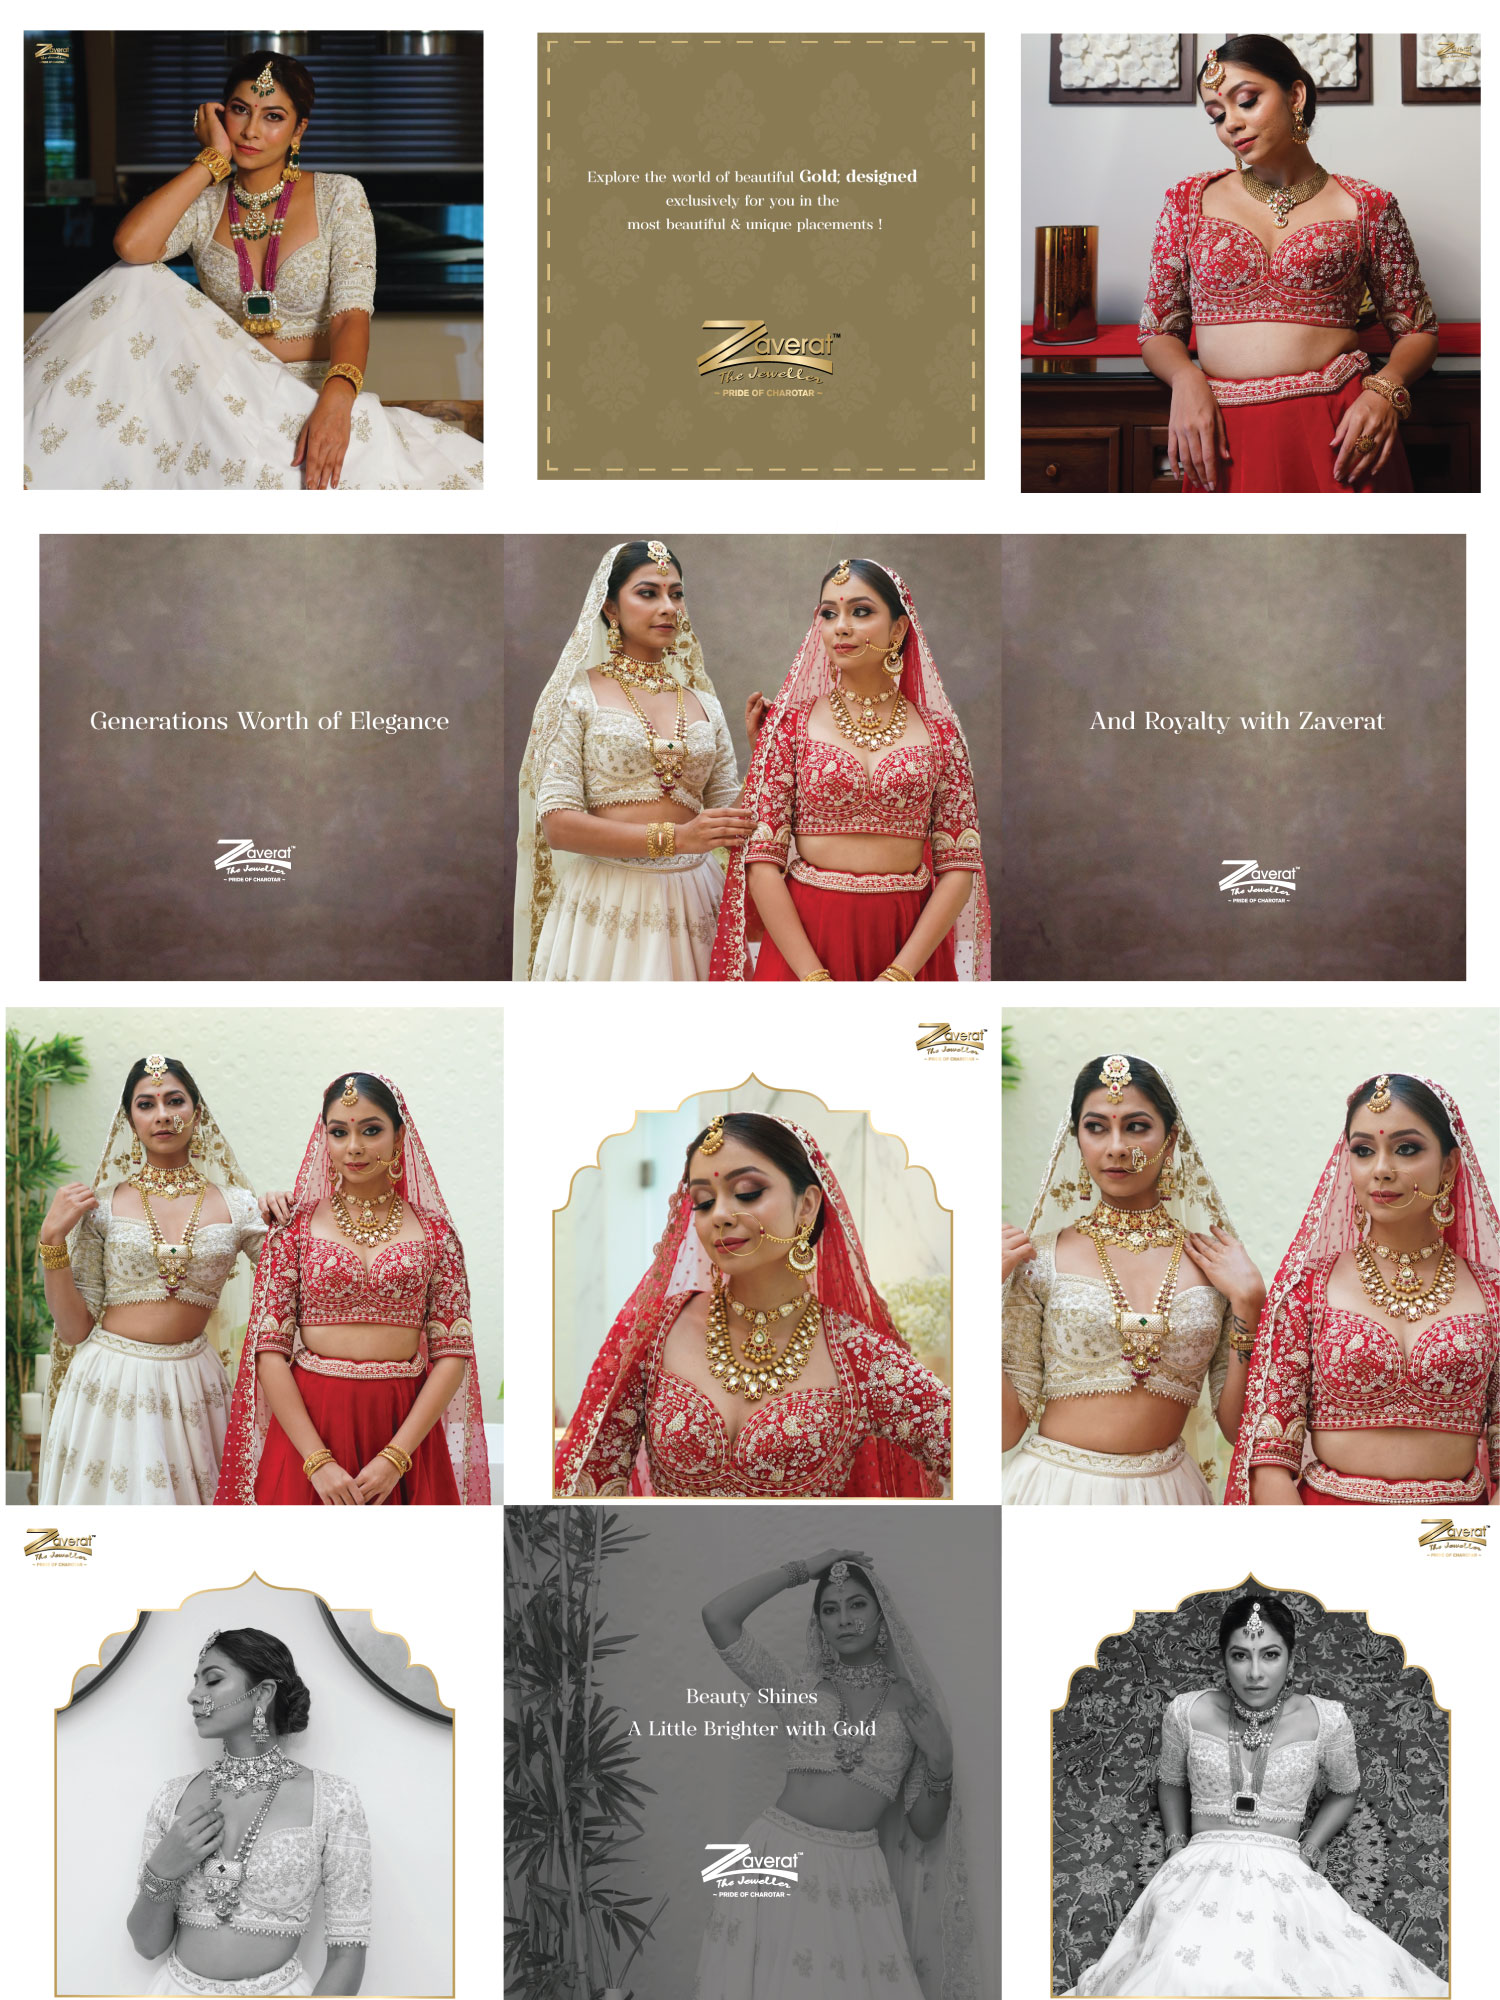 Zaverat
The Jeweller
~ PRIDE OF CHAROTAR ~
Zaverat
Explore the world of beautiful Gold; designed
exclusively for you in the
most beautiful & unique placements !
Zaverat™
The Jeweller
~ PRIDE OF CHAROTAR ~
Generations Worth of Elegance
And Royalty with Zaverat
Zaverat™
The Jeweller
~ PRIDE OF CHAROTAR ~
Zaverat™
The Jeweller
~ PRIDE OF CHAROTAR ~
Zaverat™
The Jeweller
~ PRIDE OF CHAROTAR ~
Zaverat™
The Jeweller
~ PRIDE OF CHAROTAR ~
Zaverat™
The Jeweller
~ PRIDE OF CHAROTAR ~
Beauty Shines
A Little Brighter with Gold
Zaverat™
The Jeweller
~ PRIDE OF CHAROTAR ~